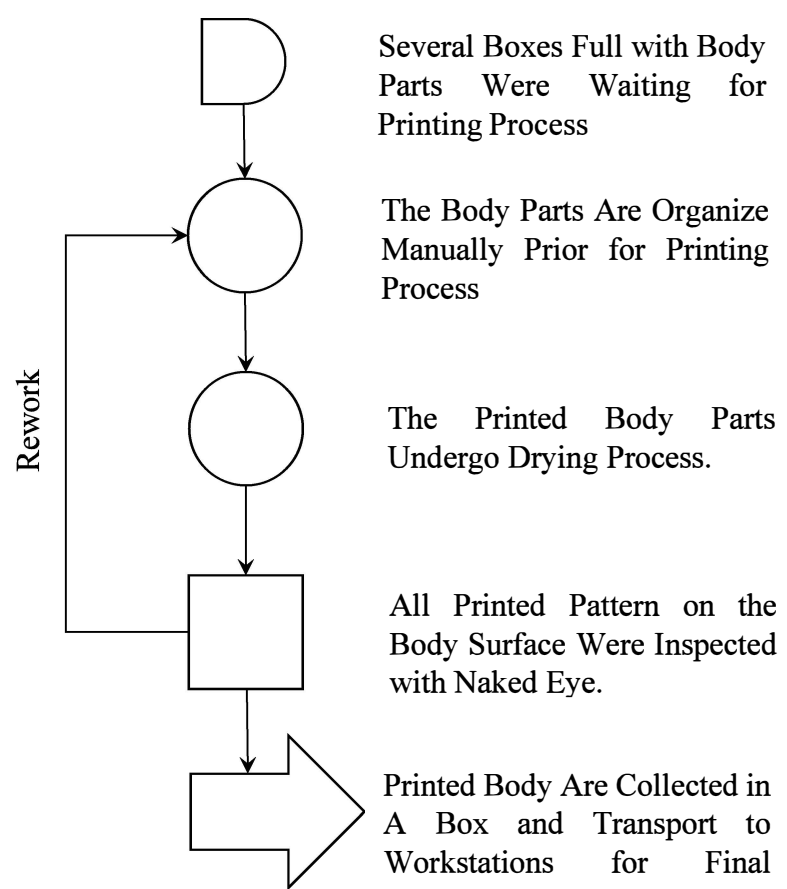 Several Boxes Full with Body
Parts Were Waiting for
Printing Process
The Body Parts Are Organize
Manually Prior for Printing
Process
Rework
The Printed Body Parts
Undergo Drying Process.
All Printed Pattern on the
Body Surface Were Inspected
with Naked Eye.
Printed Body Are Collected in
A Box and Transport to
Workstations for Final